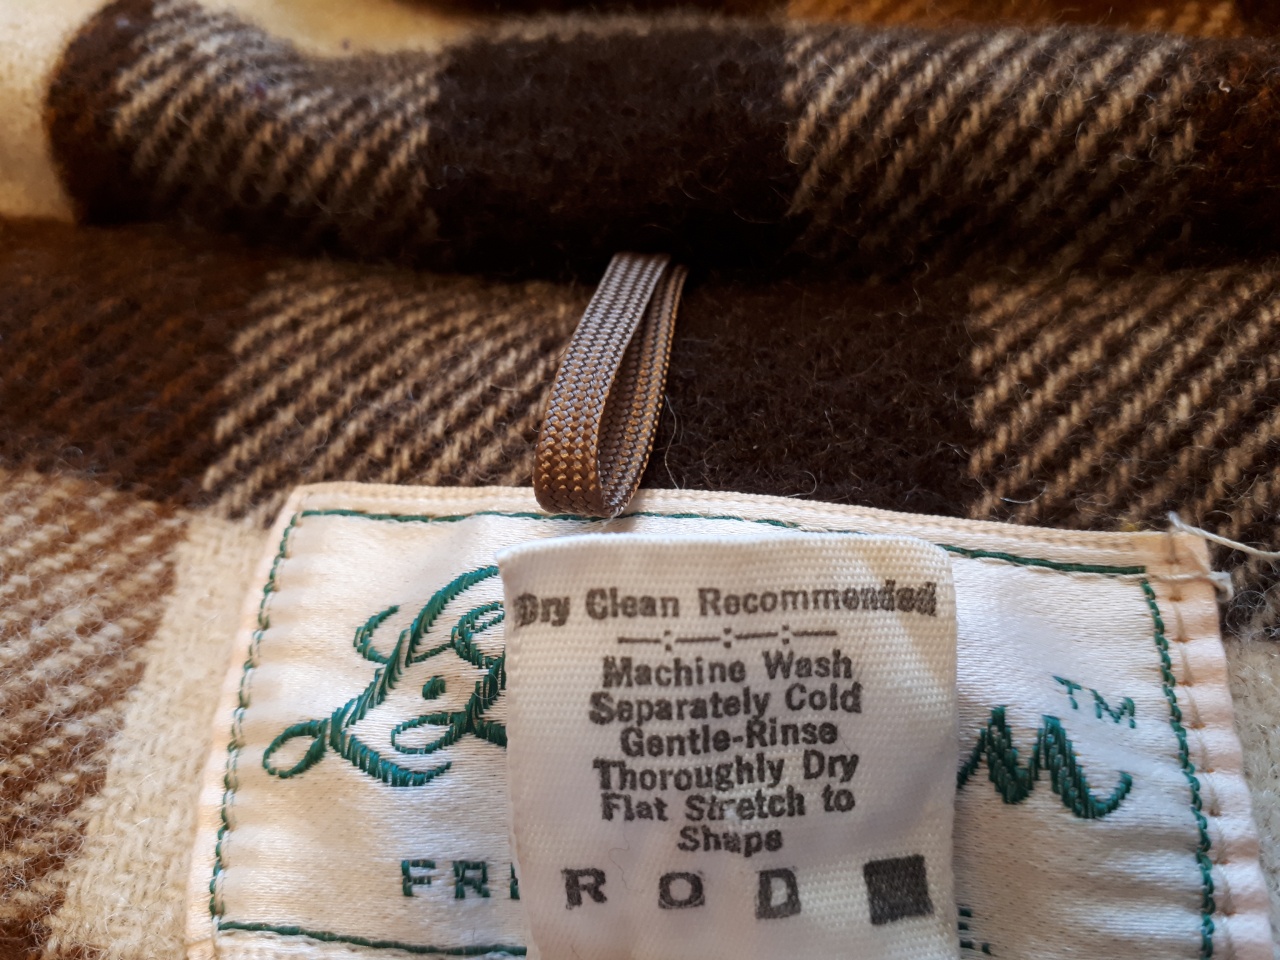 Dry Clean Recommended
Machine Wash
Separately Cold
Gentle-Rinse
Thoroughly Dry
Flat Stretch to
Shape
R O D
TM